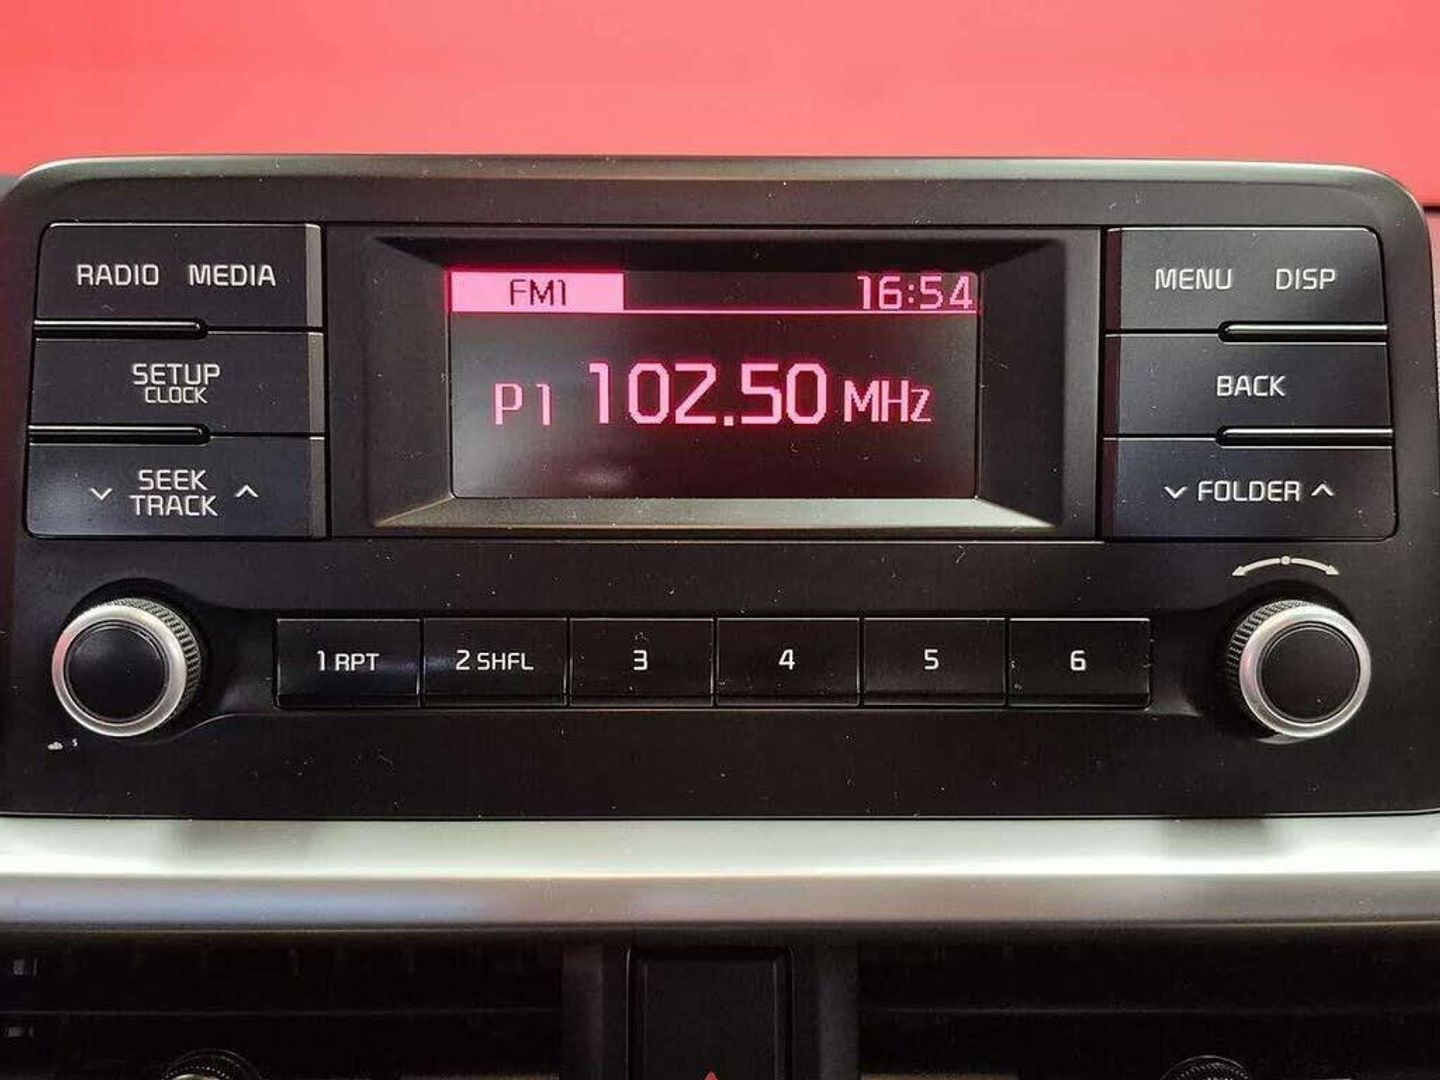 RADIO MEDIA
SETUP
CLOCK
SEEK
TRACK
FM1 16:54
P1 102.50 MHz
MENU DISP
BACK
FOLDER
1 RPT
2 SHFL
3
4
5
6